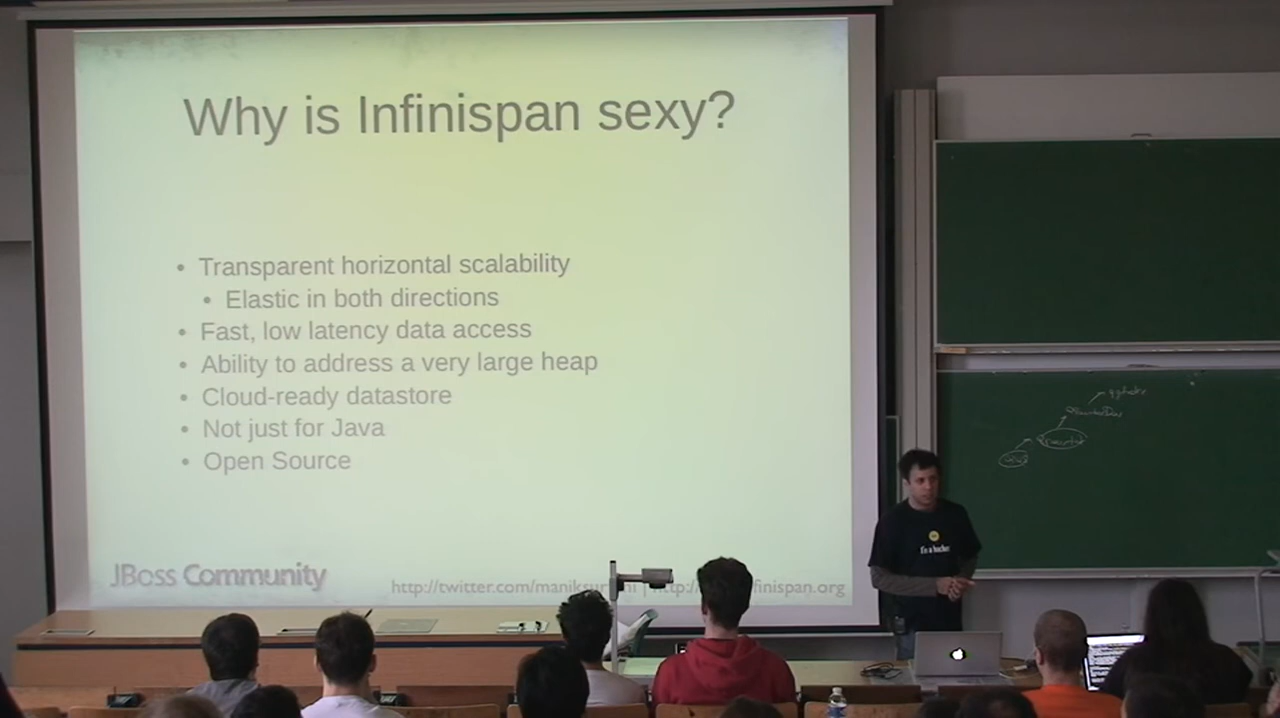 Why is Infinispan sexy?
• Transparent horizontal scalability
• Elastic in both directions
• Fast, low latency data access
• Ability to address a very large heap
• Cloud-ready datastore
• Not just for Java
• Open Source
JBoss Community
I'm a hacker